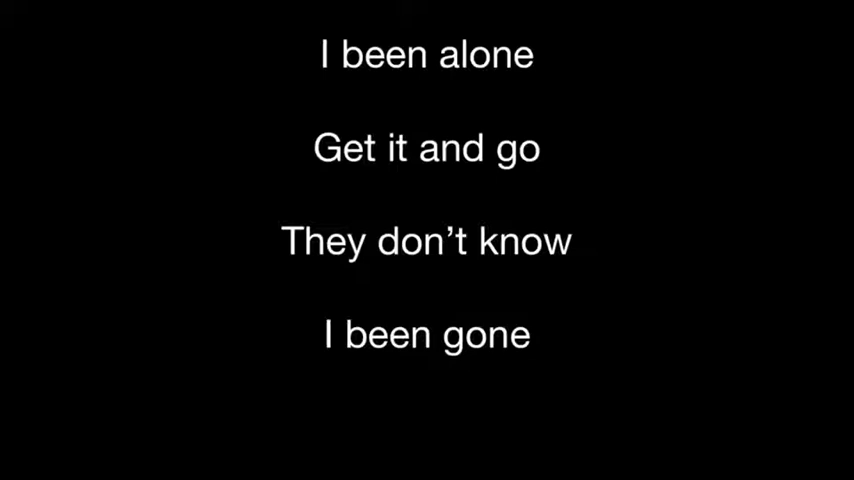 I been alone
Get it and go
They don’t know
I been gone